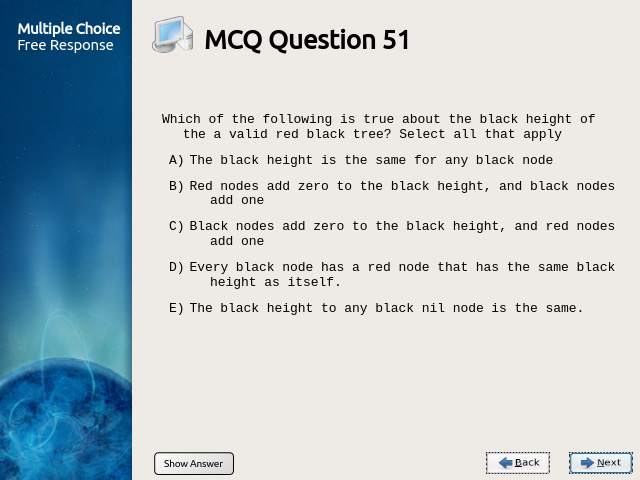 Multiple Choice
Free Response
MCQ Question 51
Which of the following is true about the black height of
the a valid red black tree? Select all that apply
A) The black height is the same for any black node
B) Red nodes add zero to the black height, and black nodes
add one
C) Black nodes add zero to the black height, and red nodes
add one
D) Every black node has a red node that has the same black
height as itself.
E) The black height to any black nil node is the same.
Show Answer
Back
Next